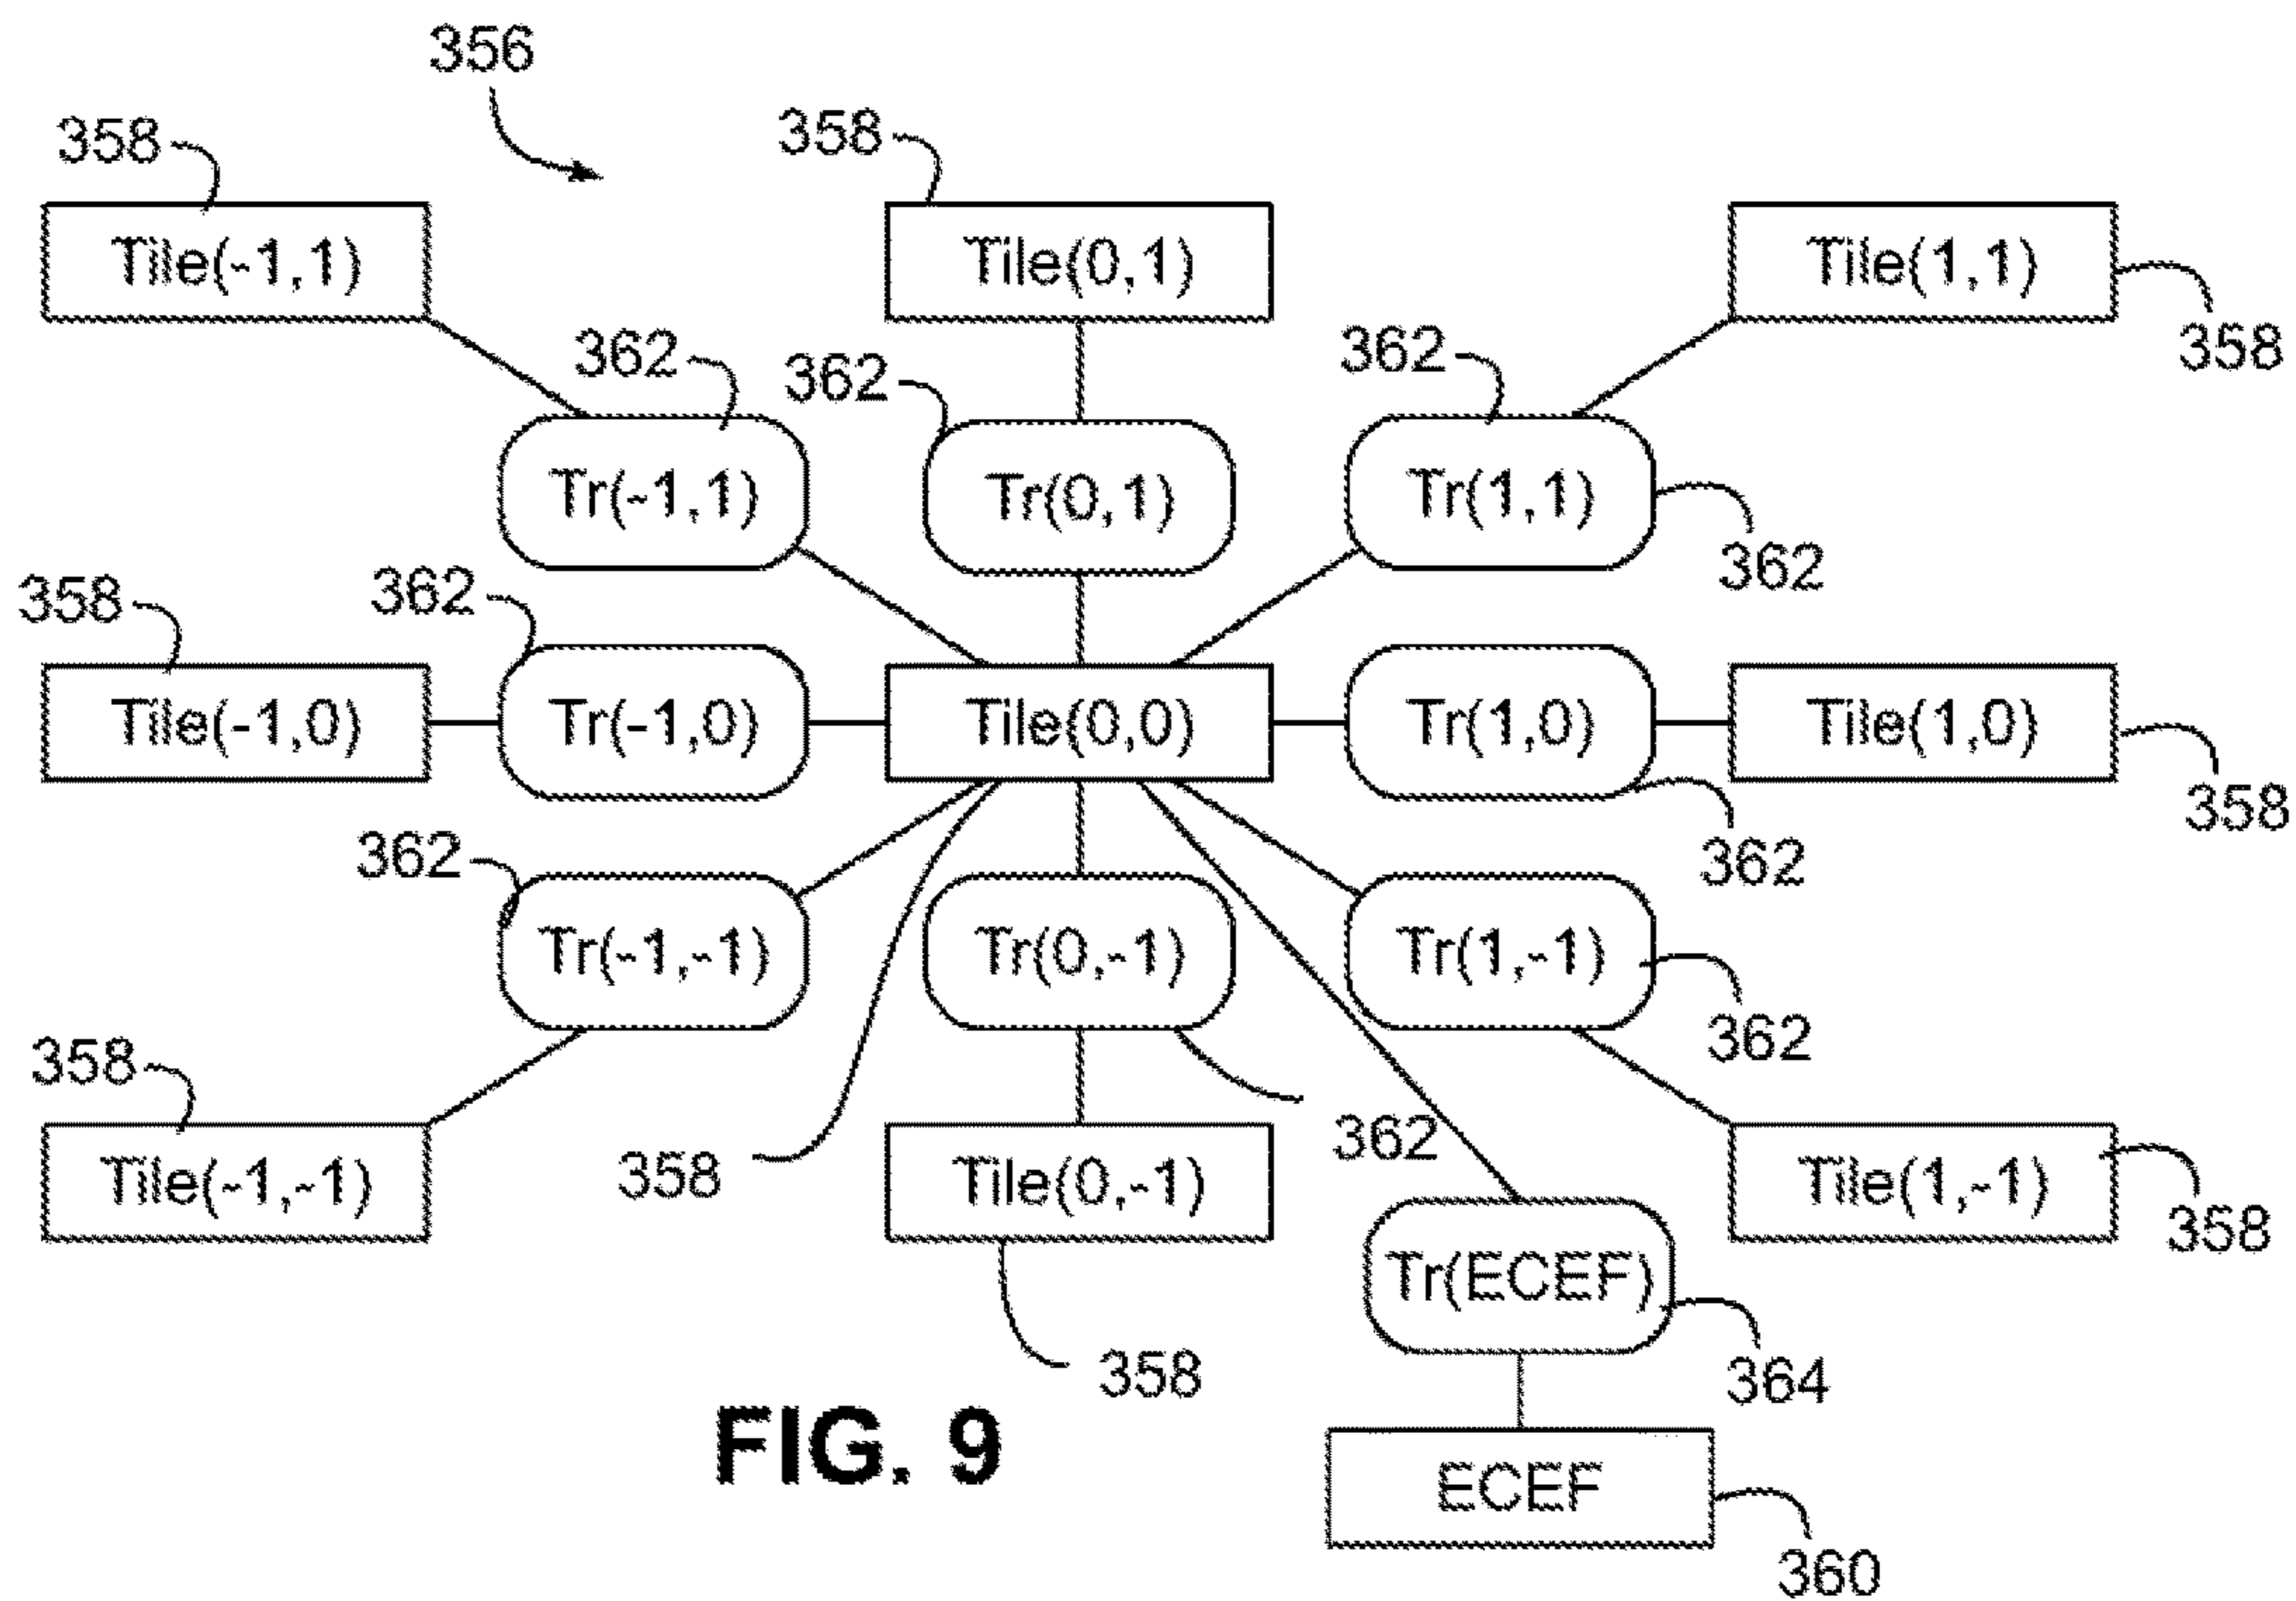 356
358
358
Tile(-1,1)
Tile(0,1)
Tile(1,1)
358
362
362
362
Tr(-1,1)
Tr(0,1)
Tr(1,1)
362
358
362
Tile(-1,0)
Tr(-1,0)
Tile(0,0)
Tr(1,0)
Tile(1,0)
358
362
362
Tr(-1,-1)
Tr(0,-1)
Tr(1,-1)
362
358
362
358
Tile(-1,-1)
Tile(0,-1)
Tile(1,-1)
358
Tr(ECEF)
358
364
FIG. 9
ECEF
360